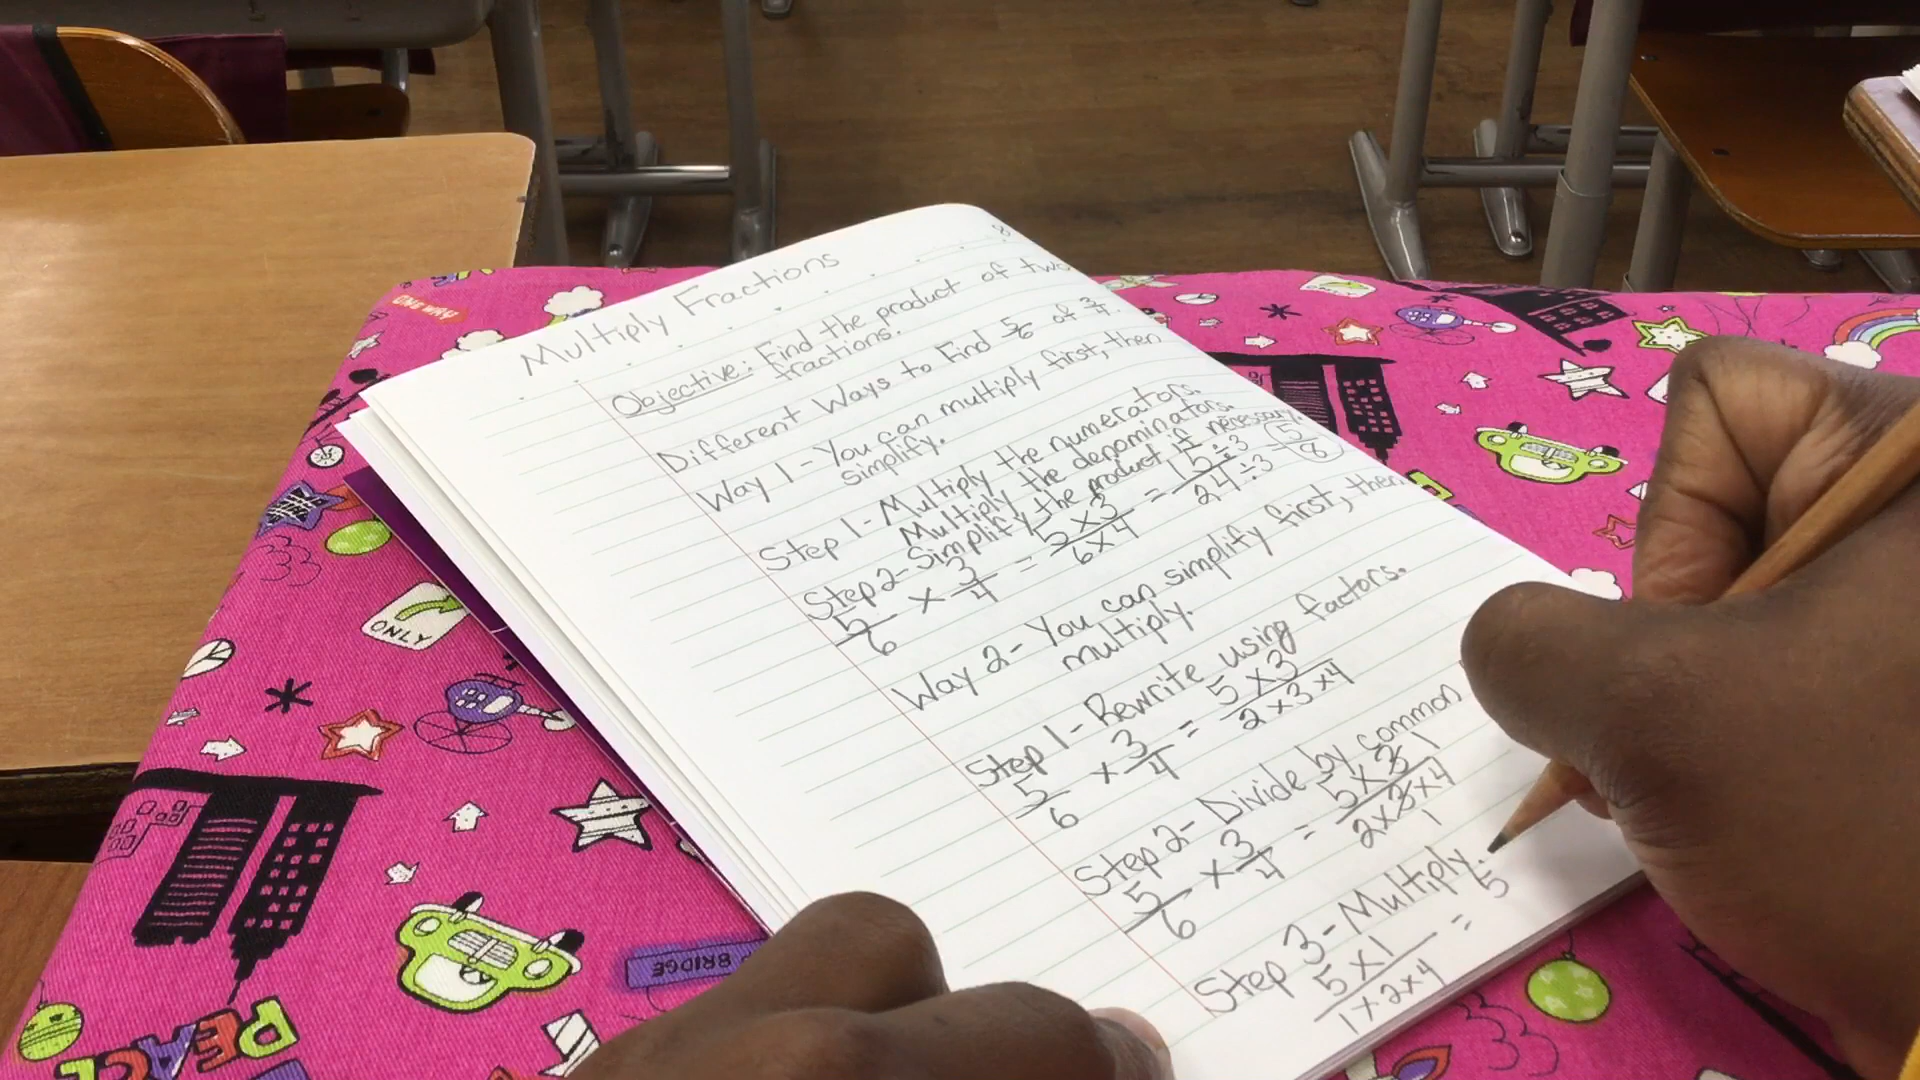 8
Multiply Fractions
Objective: Find the product of two
fractions.
Different Ways to Find 5/6 of 3/4.
Way 1 - You can multiply first, then
simplify.
Step 1 - Multiply the numerators.
Multiply the denominators.
Step 2 - Simplify the product if necessary.
5/6 × 3/4 = 5×3/6×4 = 15÷3/24÷3 = 5/8
Way 2 - You can simplify first, then
multiply.
Step 1 - Rewrite using factors.
5/6 × 3/4 = 5×3/2×3×4
Step 2 - Divide by common
5/6 × 3/4 = 5×3 1/2×3×4 1
Step 3 - Multiply.
5×1/1×2×4 = 5
ONE WAY
ONLY
BRIDGE
PEACE